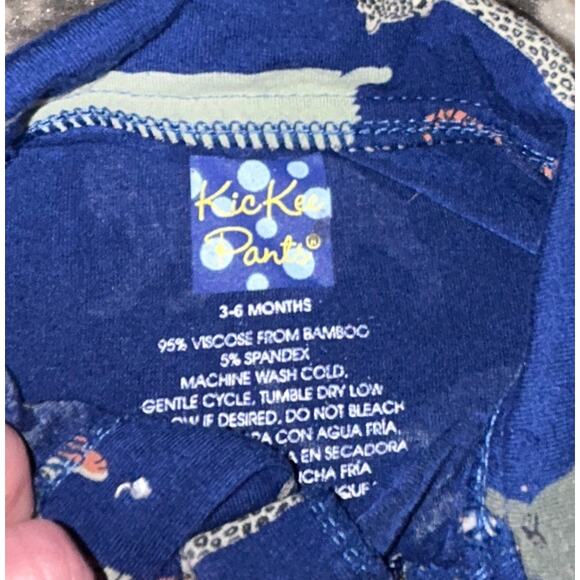 KicKee
Pants®
3-6 MONTHS
95% VISCOSE FROM BAMBOO
5% SPANDEX
MACHINE WASH COLD,
GENTLE CYCLE, TUMBLE DRY LOW
IF DESIRED, DO NOT BLEACH
CON AGUA FRÍA,
EN SECADORA
FRÍA